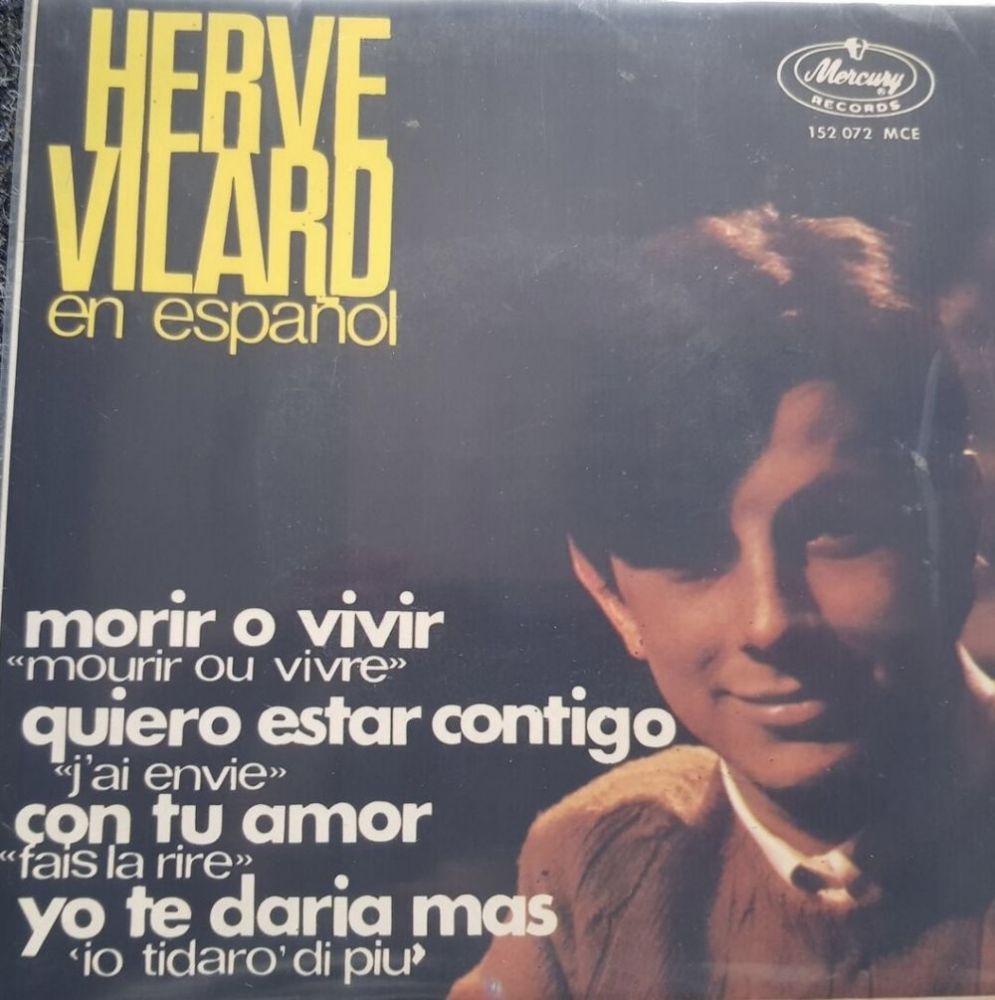 HERVE
VILARD
en español
Mercury
®
RECORDS
152 072 MCE
morir o vivir
«mourir ou vivre»
quiero estar contigo
«j'ai envie»
con tu amor
«fais la rire»
yo te daria mas
‘io tidaro’ di piu’